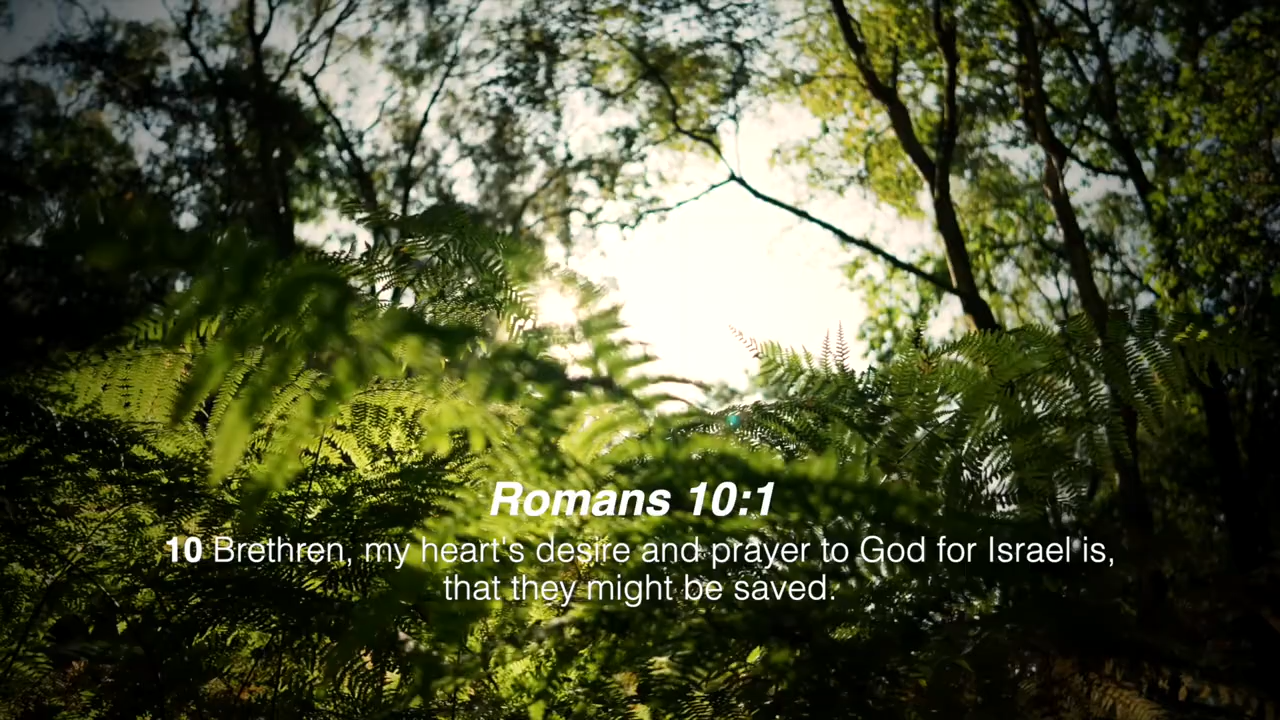 Romans 10:1
10 Brethren, my heart's desire and prayer to God for Israel is,
that they might be saved.